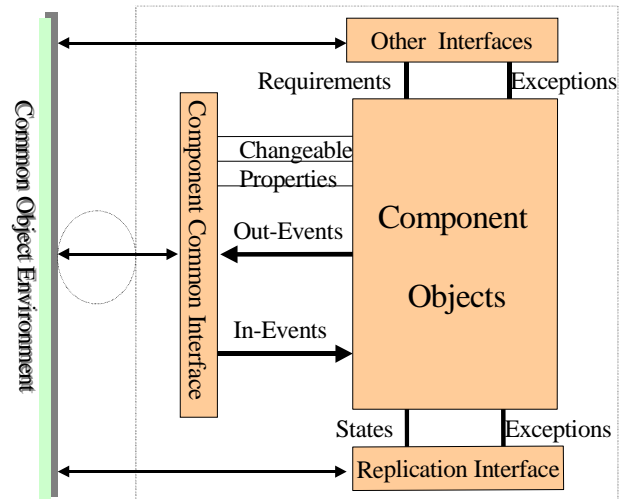 Other Interfaces
Requirements
Exceptions
Common Object Environment
Component Common Interface
Changeable
Properties
Out-Events
In-Events
Component
Objects
States
Exceptions
Replication Interface